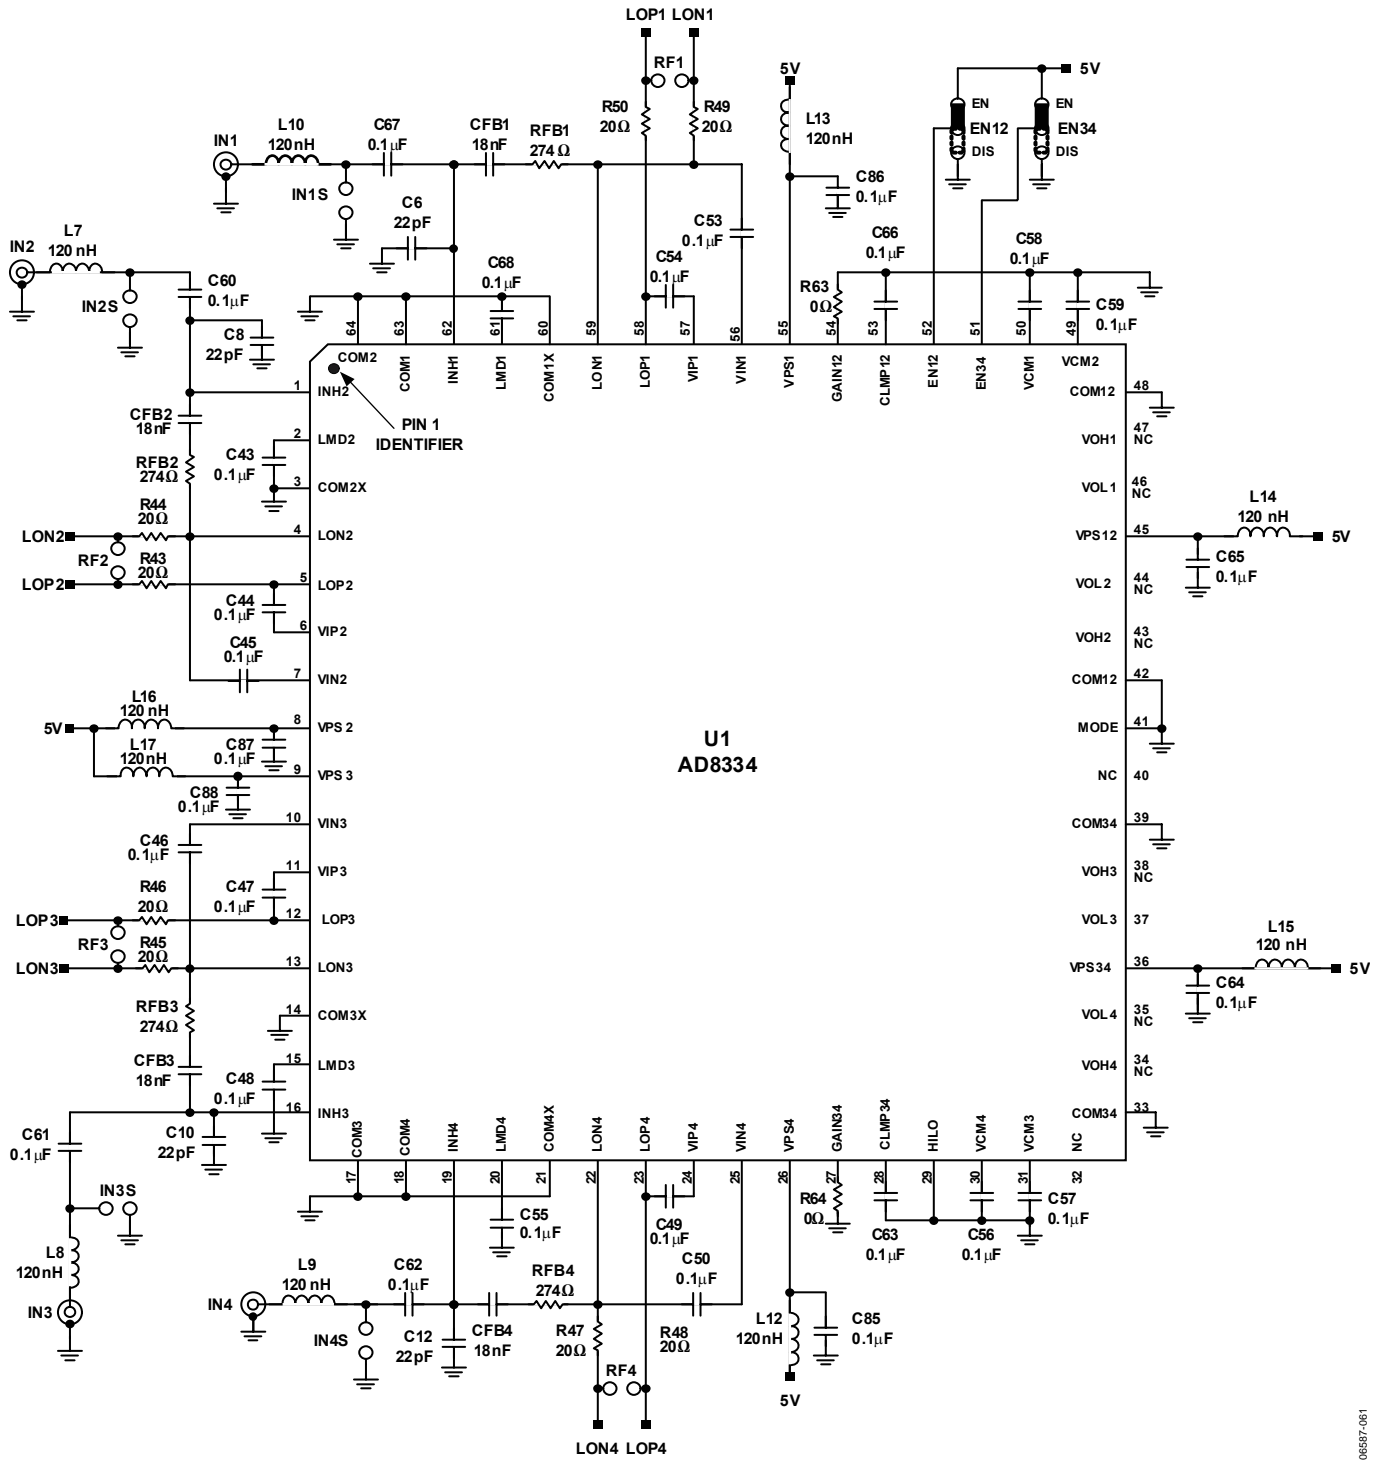 LOP1 LON1
RF1
5V
5V
R50
20Ω
R49
20Ω
L13
120nH
EN
EN12
DIS
EN
EN34
DIS
L10
120nH
C67
0.1µF
CFB1
18nF
RFB1
274Ω
IN1
IN1S
C6
22pF
C86
0.1µF
L7
120 nH
IN2
C53
0.1µF
C66
0.1µF
C58
0.1µF
C60
0.1µF
C68
0.1µF
C54
0.1µF
R63
0Ω
C59
0.1µF
IN2S
C8
22pF
64
63
62
61
60
59
58
57
56
55
54
53
52
51
50
49
COM2
COM1
INH1
LMD1
COM1X
LON1
LOP1
VIP1
VIN1
VPS1
GAIN12
CLMP12
EN12
EN34
VCM1
VCM2
PIN 1
IDENTIFIER
1 INH2
COM12 48
CFB2
18nF
2 LMD2
VOH1 47
NC
C43
0.1µF
RFB2
274Ω
3 COM2X
VOL1 46
NC
R44
20Ω
L14
120 nH
LON2
4 LON2
VPS12 45
5V
RF2
R43
20Ω
C65
0.1µF
LOP2
5 LOP2
VOL2 44
NC
C44
0.1µF
6 VIP2
VOH2 43
NC
C45
0.1µF
7 VIN2
COM12 42
L16
120nH
5V
8 VPS2
MODE 41
L17
120nH
C87
0.1µF
U1
AD8334
9 VPS3
NC 40
C88
0.1µF
10 VIN3
COM34 39
C46
0.1µF
11 VIP3
VOH3 38
NC
R46
20Ω
C47
0.1µF
LOP3
12 LOP3
VOL3 37
RF3
R45
20Ω
L15
120 nH
LON3
13 LON3
VPS34 36
5V
RFB3
274Ω
C64
0.1µF
14 COM3X
VOL4 35
NC
CFB3
18nF
15 LMD3
VOH4 34
NC
C48
0.1µF
16 INH3
COM34 33
C61
0.1µF
C10
22pF
COM3
COM4
INH4
LMD4
COM4X
LON4
LOP4
VIP4
VIN4
VPS4
GAIN34
CLMP34
HILO
VCM4
VCM3
NC
17
18
19
20
21
22
23
24
25
26
27
28
29
30
31
32
IN3S
C55
0.1µF
C49
0.1µF
R64
0Ω
C63
0.1µF
C56
0.1µF
C57
0.1µF
L8
120nH
IN3
L9
120 nH
C62
0.1µF
RFB4
274Ω
C50
0.1µF
IN4
IN4S
C12
22pF
CFB4
18nF
R47
20Ω
R48
20Ω
L12
120nH
C85
0.1µF
RF4
5V
LON4 LOP4
06587-061